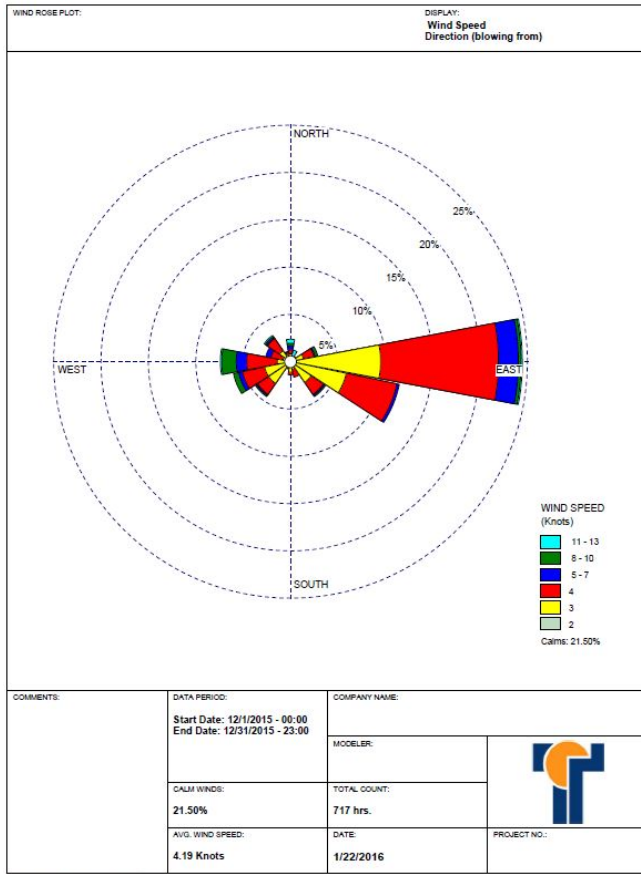 WIND ROSE PLOT:
DISPLAY:
Wind Speed
Direction (blowing from)
NORTH
25%
20%
15%
10%
5%
WEST
EAST
SOUTH
WIND SPEED
(Knots)
11 - 13
8 - 10
5 - 7
4
3
2
Calms: 21.50%
COMMENTS:
DATA PERIOD:
Start Date: 12/1/2015 - 00:00
End Date: 12/31/2015 - 23:00
COMPANY NAME:
MODELER:
CALM WINDS:
21.50%
TOTAL COUNT:
717 hrs.
AVG. WIND SPEED:
4.19 Knots
DATE:
1/22/2016
PROJECT NO.: